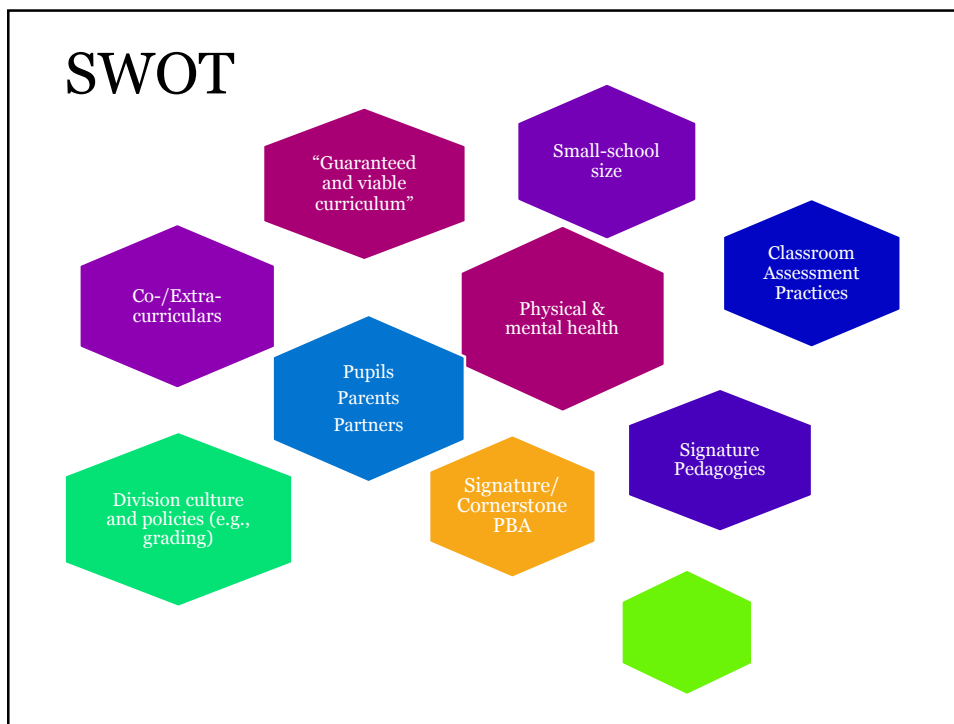 SWOT
“Guaranteed
and viable
curriculum”
Small-school
size
Classroom
Assessment
Practices
Co-/Extra-
curriculars
Physical &
mental health
Pupils
Parents
Partners
Signature
Pedagogies
Division culture
and policies (e.g.,
grading)
Signature/
Cornerstone
PBA